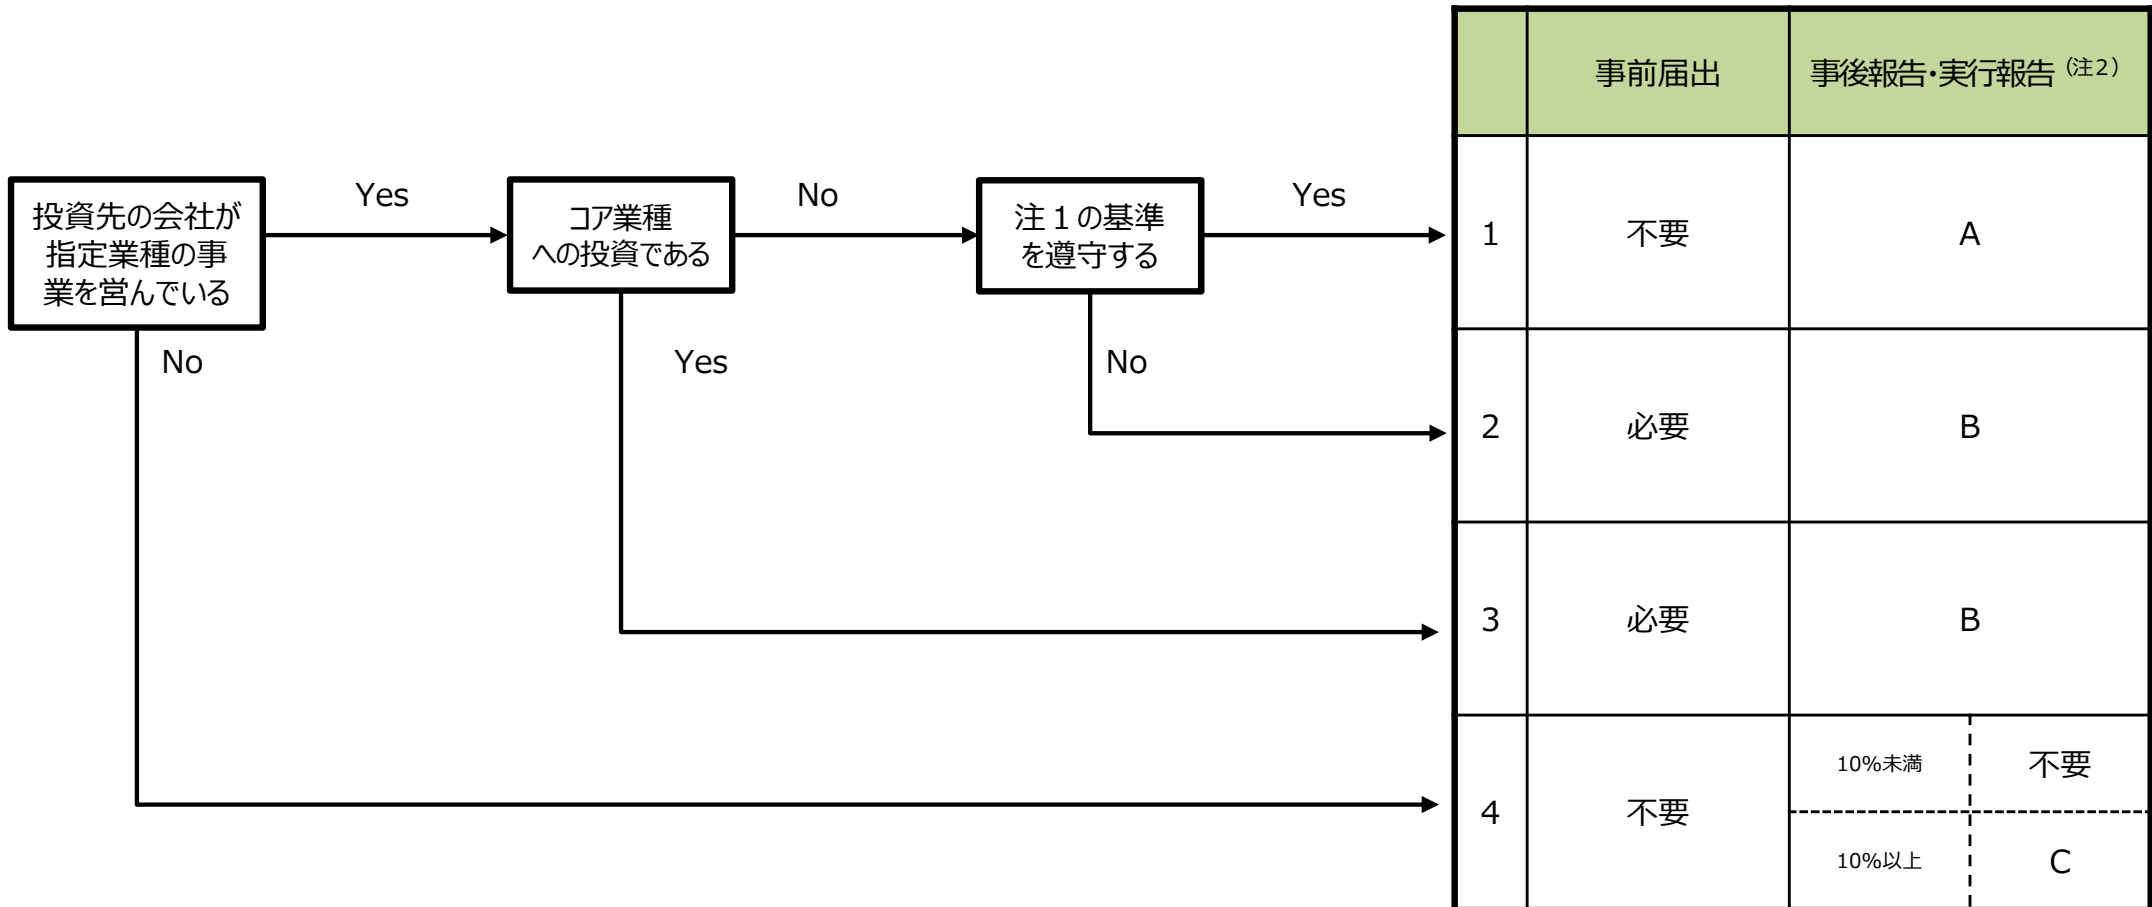 事前届出
事後報告・実行報告（注2）
投資先の会社が
指定業種の事
業を営んでいる
Yes
No
コア業種
への投資である
No
Yes
注１の基準
を遵守する
Yes
No
1
不要
A
2
必要
B
3
必要
B
4
不要
10%未満
不要
10%以上
C